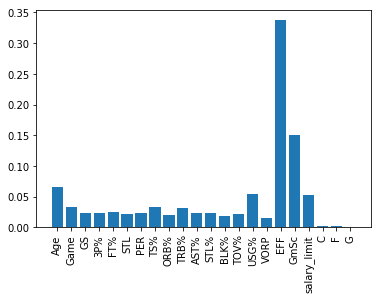 0.35
0.30
0.25
0.20
0.15
0.10
0.05
0.00
Age
Game
GS
3P%
FT%
STL
PER
TS%
ORB%
TRB%
AST%
STL%
BLK%
TOV%
USG%
VORP
EFF
GmSc
salary_limit
C
F
G